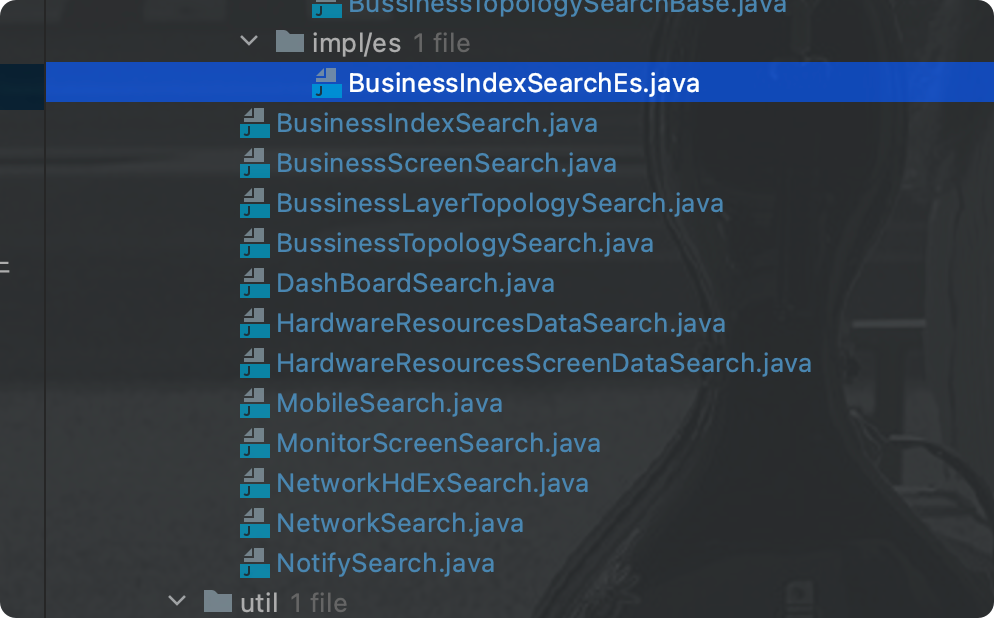 BussinessTopologySearchBase.java
impl/es 1 file
BusinessIndexSearchEs.java
BusinessIndexSearch.java
BusinessScreenSearch.java
BussinessLayerTopologySearch.java
BussinessTopologySearch.java
DashBoardSearch.java
HardwareResourcesDataSearch.java
HardwareResourcesScreenDataSearch.java
MobileSearch.java
MonitorScreenSearch.java
NetworkHdExSearch.java
NetworkSearch.java
NotifySearch.java
util 1 file